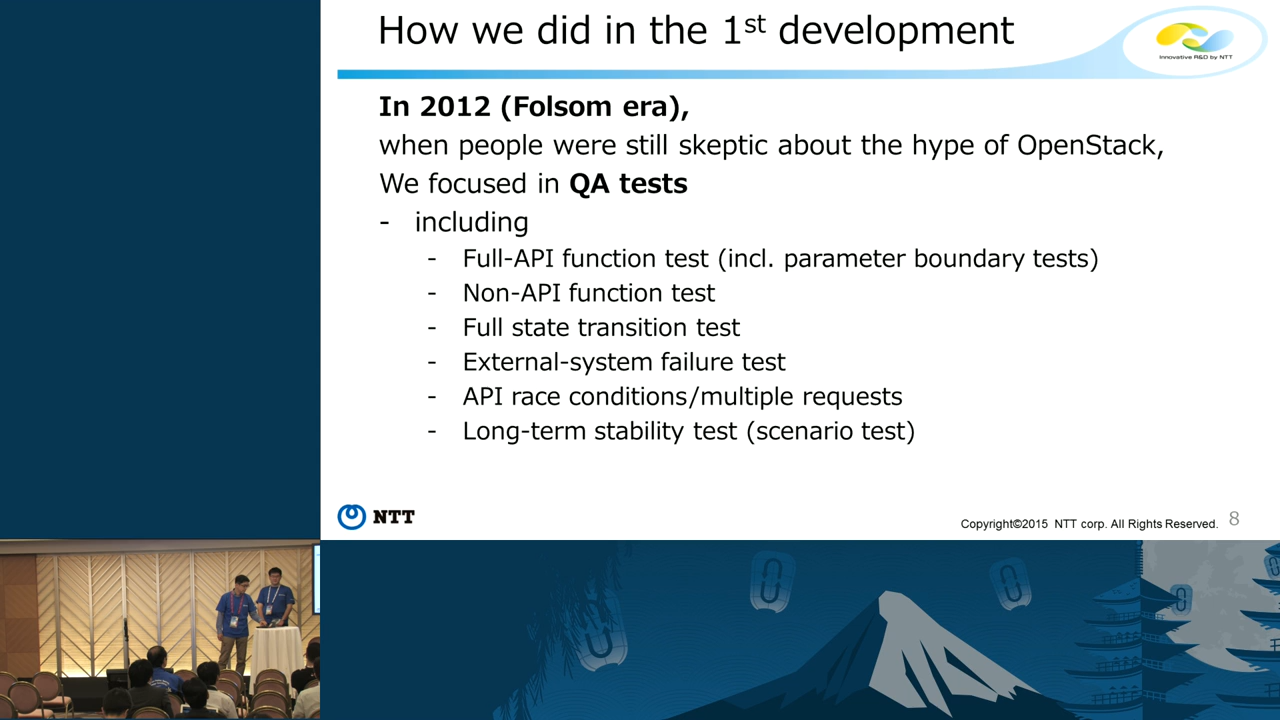 How we did in the 1st development
Innovative R&D by NTT
In 2012 (Folsom era),
when people were still skeptic about the hype of OpenStack,
We focused in QA tests
- including
- Full-API function test (incl. parameter boundary tests)
- Non-API function test
- Full state transition test
- External-system failure test
- API race conditions/multiple requests
- Long-term stability test (scenario test)
NTT
Copyright©2015 NTT corp. All Rights Reserved.
8